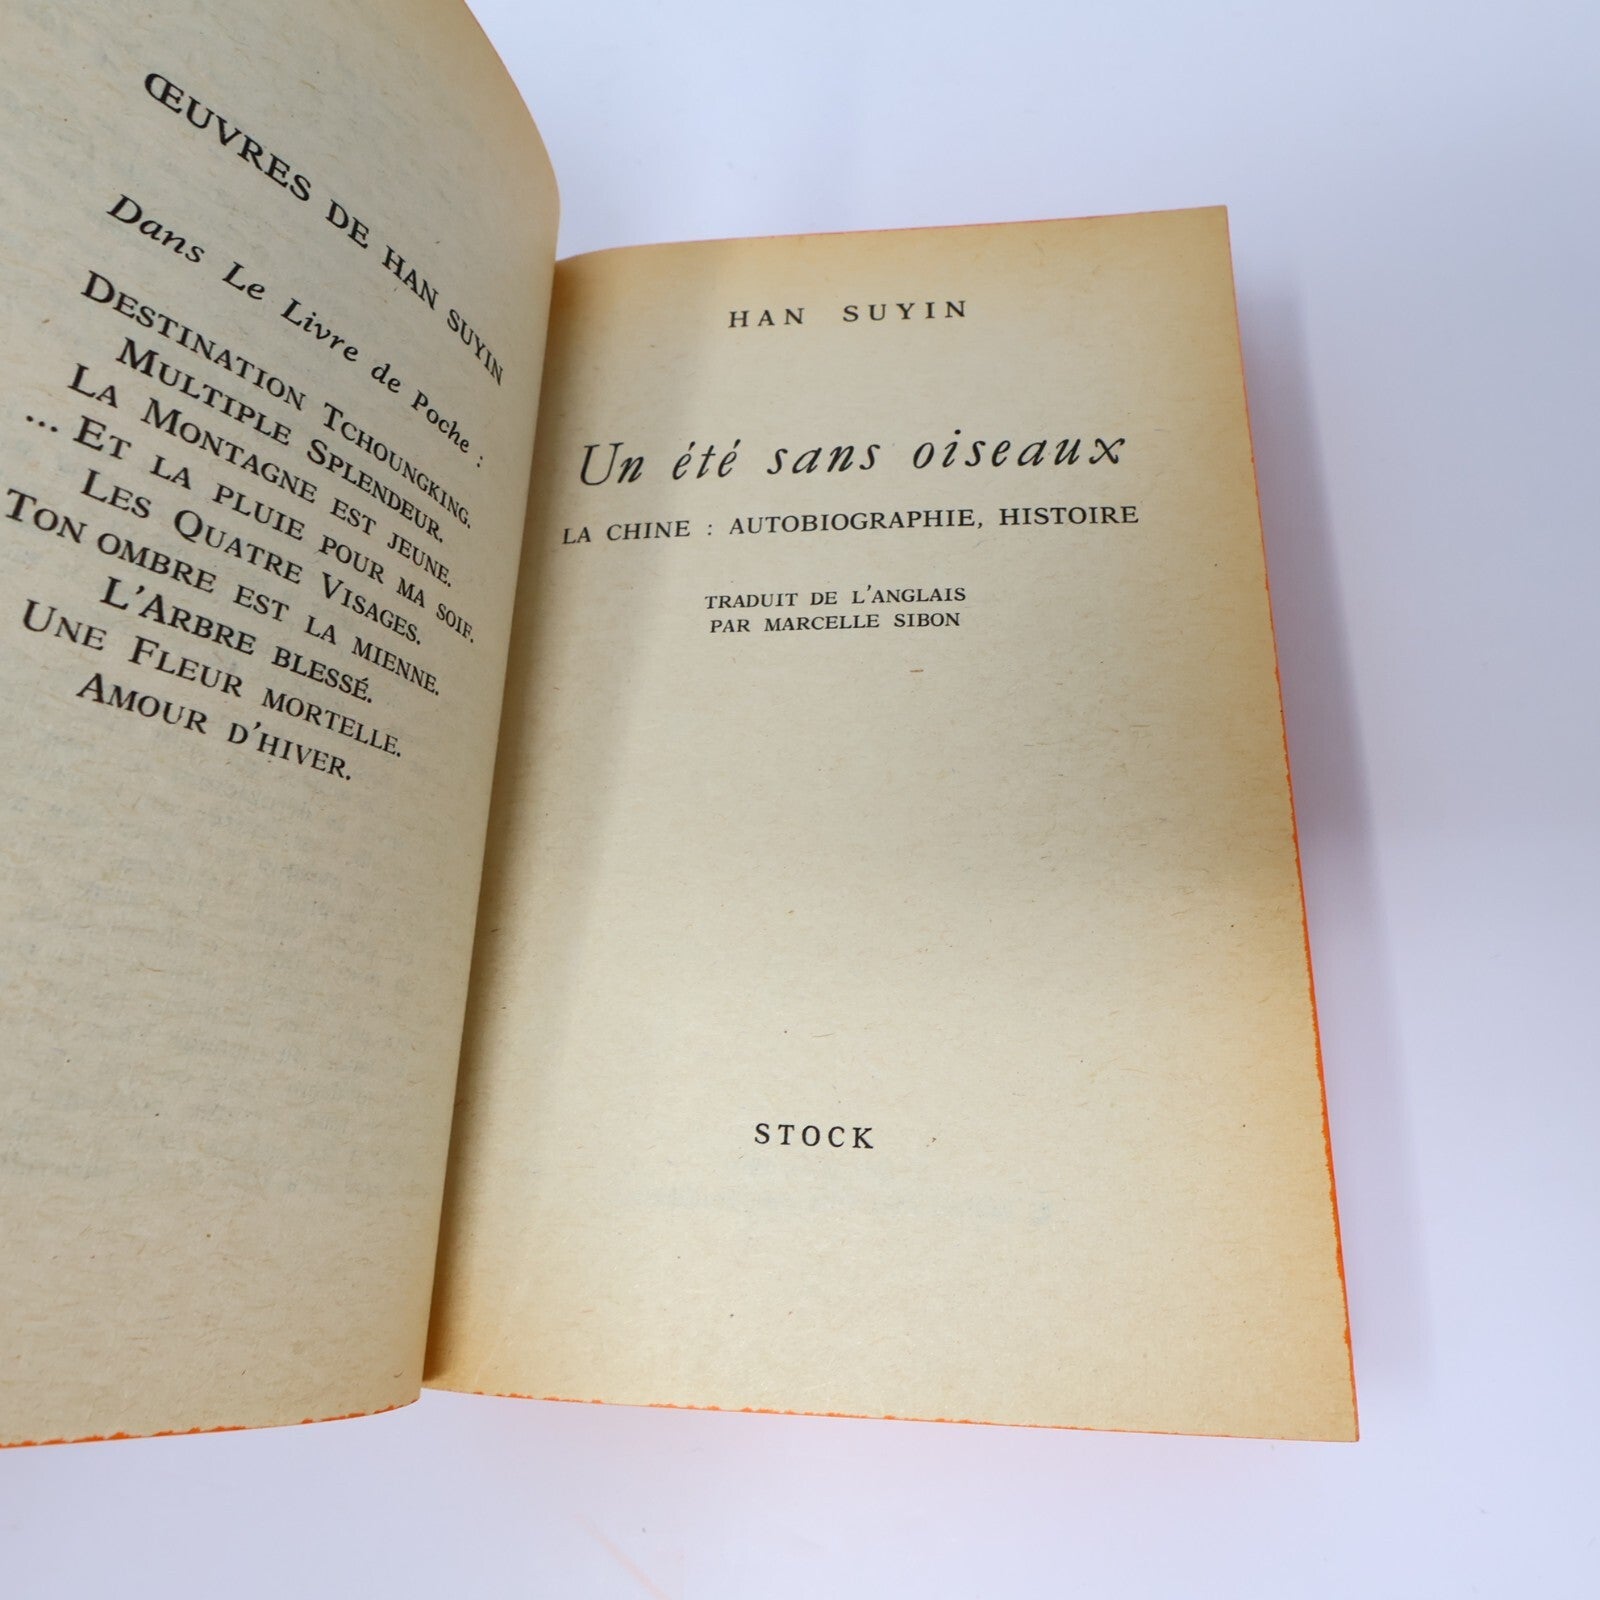 ŒUVRES DE HAN SUYIN
Dans Le Livre de Poche :
DESTINATION TCHOUNGKING.
MULTIPLE SPLENDEUR.
LA MONTAGNE EST JEUNE.
... ET LA PLUIE POUR MA SOIF.
LES QUATRE VISAGES.
TON OMBRE EST LA MIENNE.
L'ARBRE BLESSÉ.
UNE FLEUR MORTELLE.
AMOUR D'HIVER.
HAN SUYIN
Un été sans oiseaux
LA CHINE : AUTOBIOGRAPHIE, HISTOIRE
TRADUIT DE L'ANGLAIS
PAR MARCELLE SIBON
STOCK